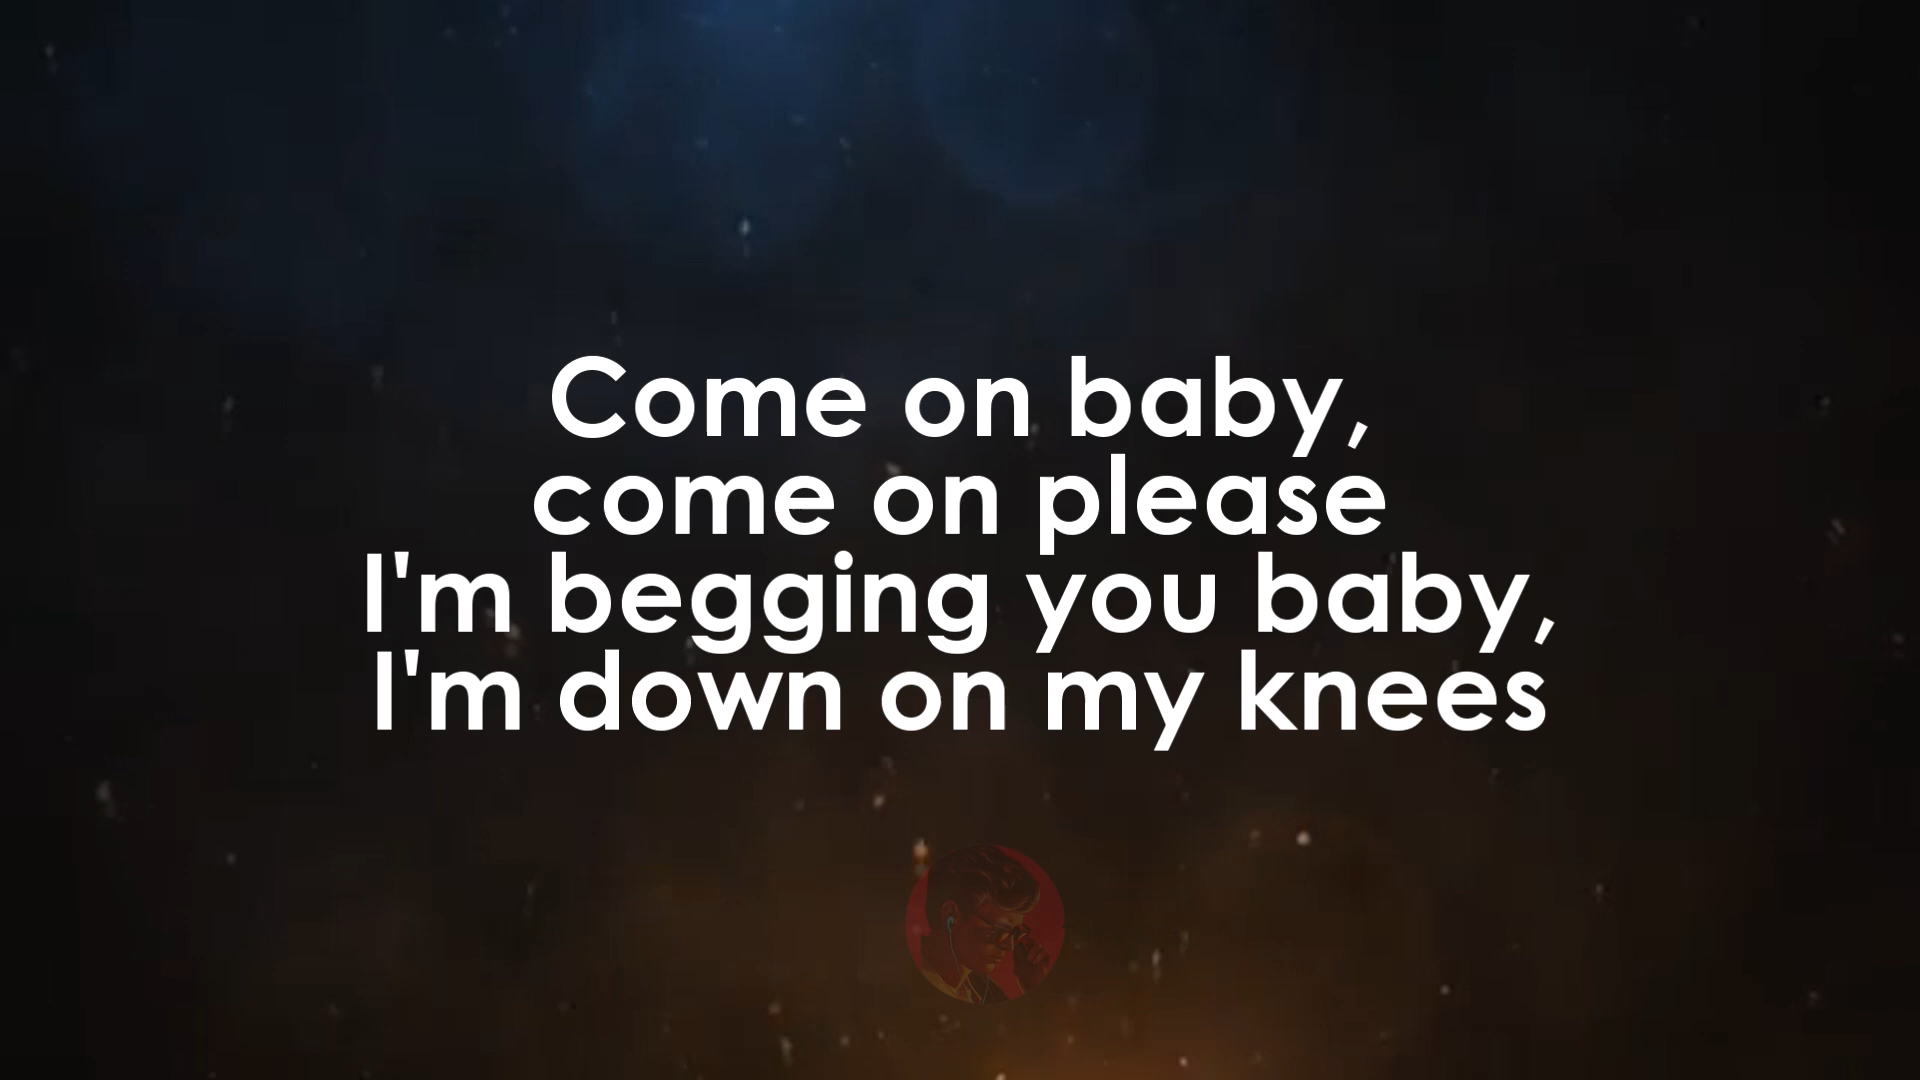 Come on baby,
come on please
I'm begging you baby,
I'm down on my knees